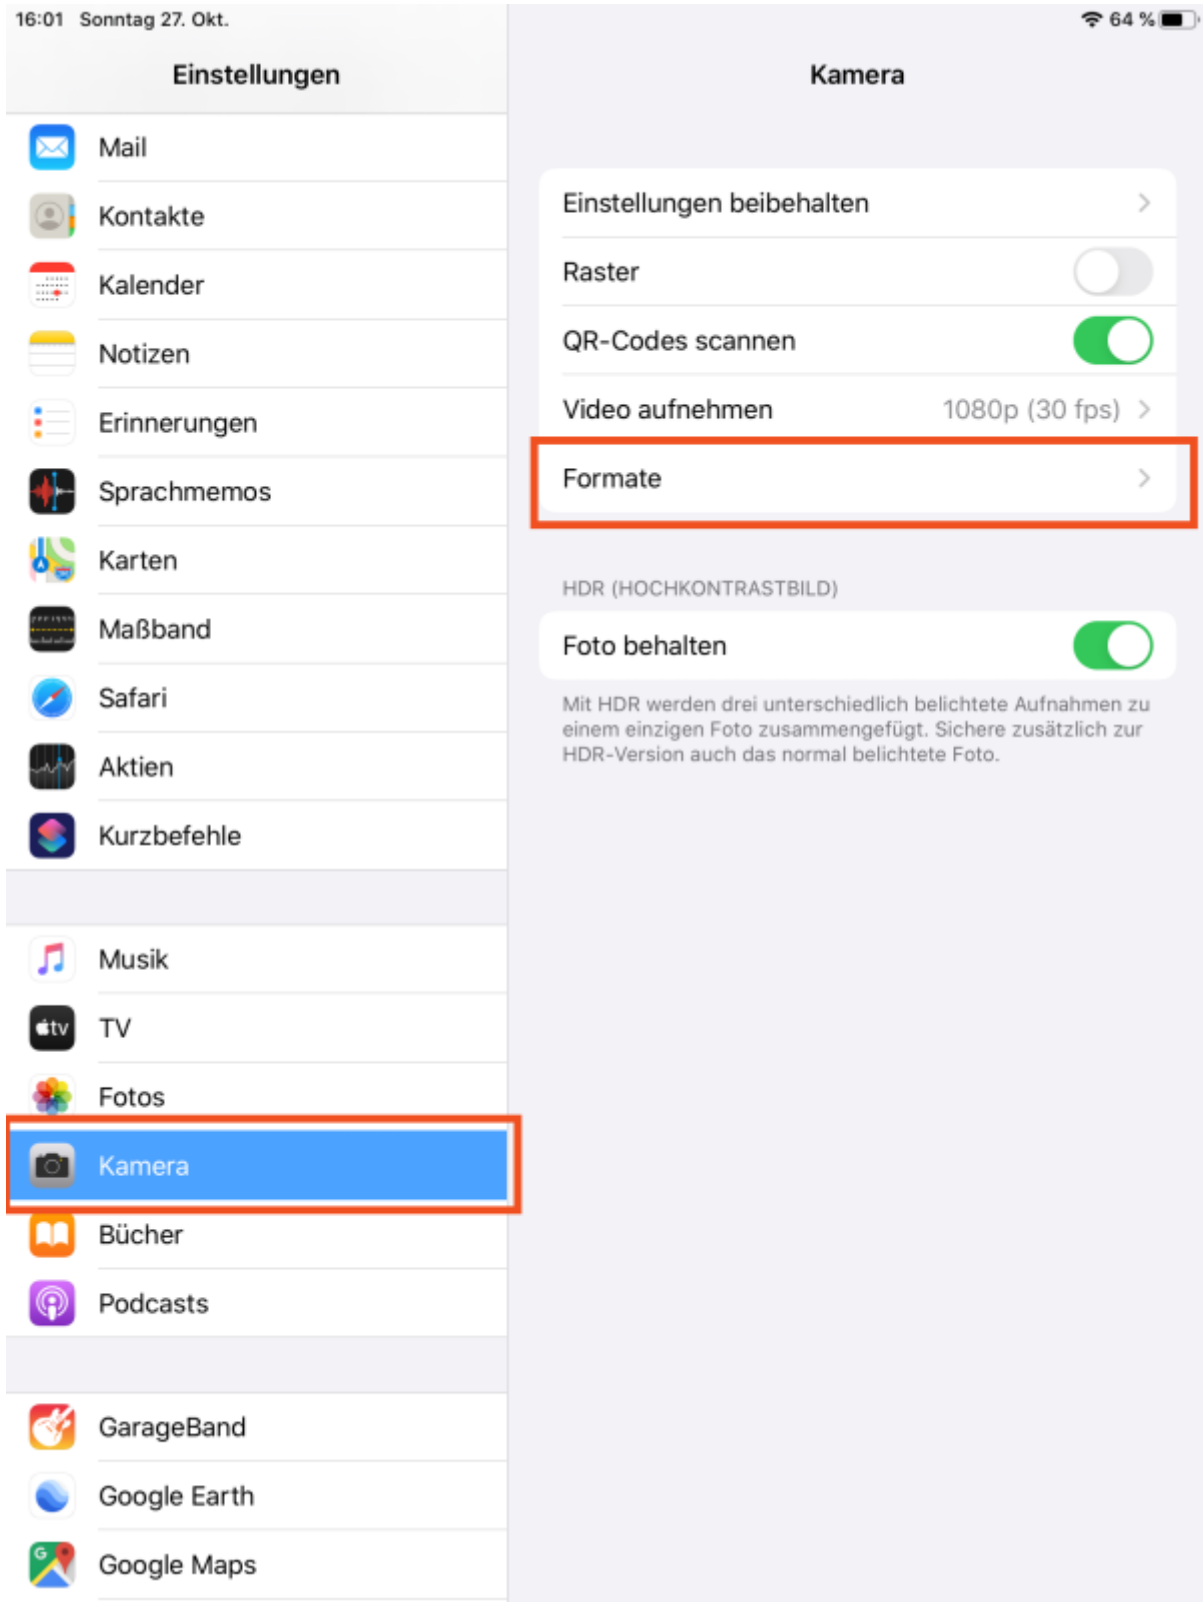 16:01 Sonntag 27. Okt.
64 %
Einstellungen
Mail
Kontakte
Kalender
Notizen
Erinnerungen
Sprachmemos
Karten
Maßband
Safari
Aktien
Kurzbefehle
Musik
tv
TV
Fotos
Kamera
Bücher
Podcasts
GarageBand
Google Earth
G
Google Maps
Kamera
Einstellungen beibehalten
Raster
QR-Codes scannen
Video aufnehmen 1080p (30 fps)
Formate
HDR (HOCHKONTRASTBILD)
Foto behalten
Mit HDR werden drei unterschiedlich belichtete Aufnahmen zu
einem einzigen Foto zusammengefügt. Sichere zusätzlich zur
HDR-Version auch das normal belichtete Foto.